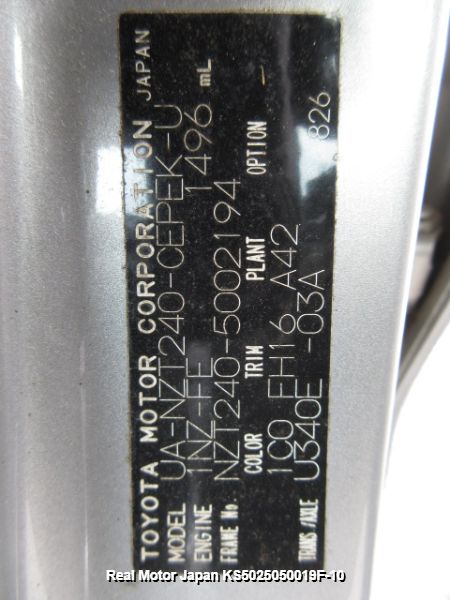 TOYOTA MOTOR CORPORATION JAPAN
MODEL UA-NZT240-CEPEK-U
ENGINE 1NZ-FE 1496 mL
FRAME No. NZT240-5002194
COLOR TRIM PLANT OPTION
1C0 FH16 A42
TRANS/AXLE U340E -03A 826
Real Motor Japan KS5025050019F-10